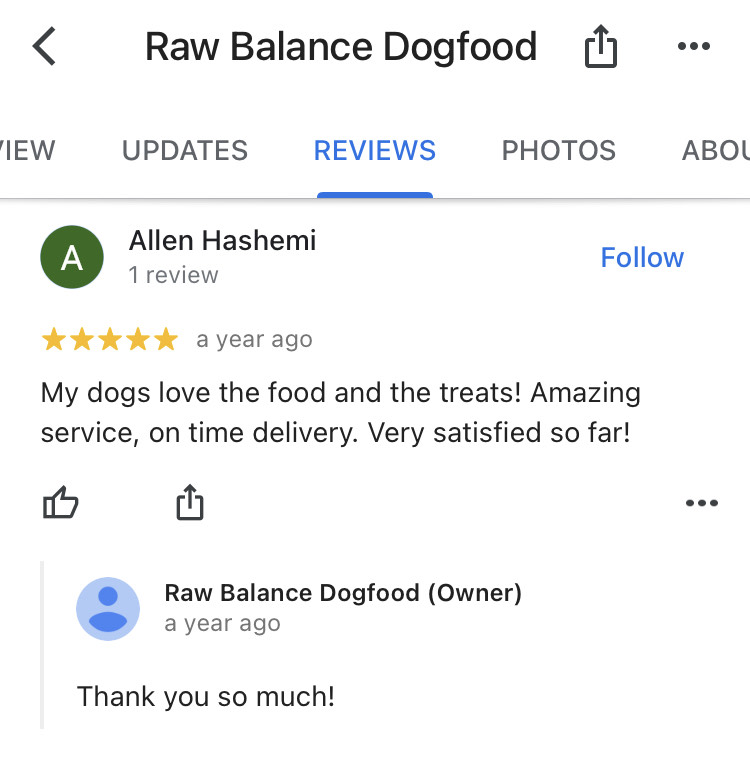 Raw Balance Dogfood
VIEW UPDATES REVIEWS PHOTOS ABOU
A
Allen Hashemi
1 review
Follow
a year ago
My dogs love the food and the treats! Amazing
service, on time delivery. Very satisfied so far!
Raw Balance Dogfood (Owner)
a year ago
Thank you so much!